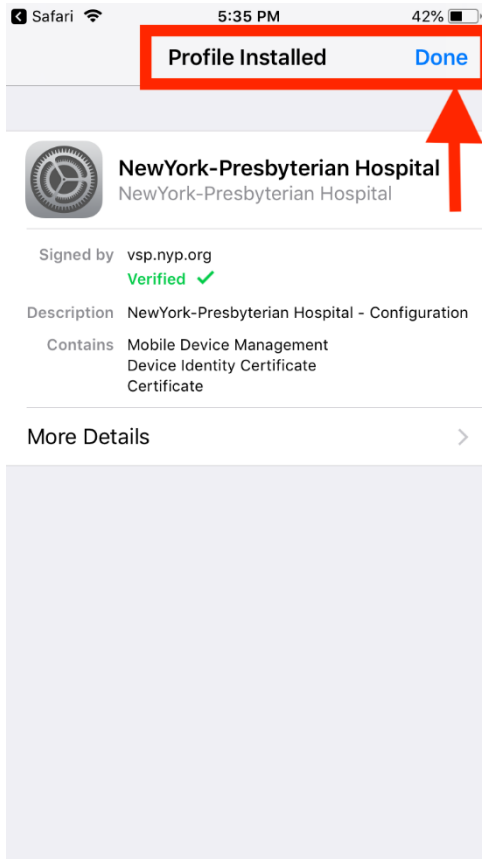 Safari 5:35 PM 42%
Profile Installed Done
NewYork-Presbyterian Hospital
NewYork-Presbyterian Hospital
Signed by vsp.nyp.org
Verified
Description NewYork-Presbyterian Hospital - Configuration
Contains Mobile Device Management
Device Identity Certificate
Certificate
More Details